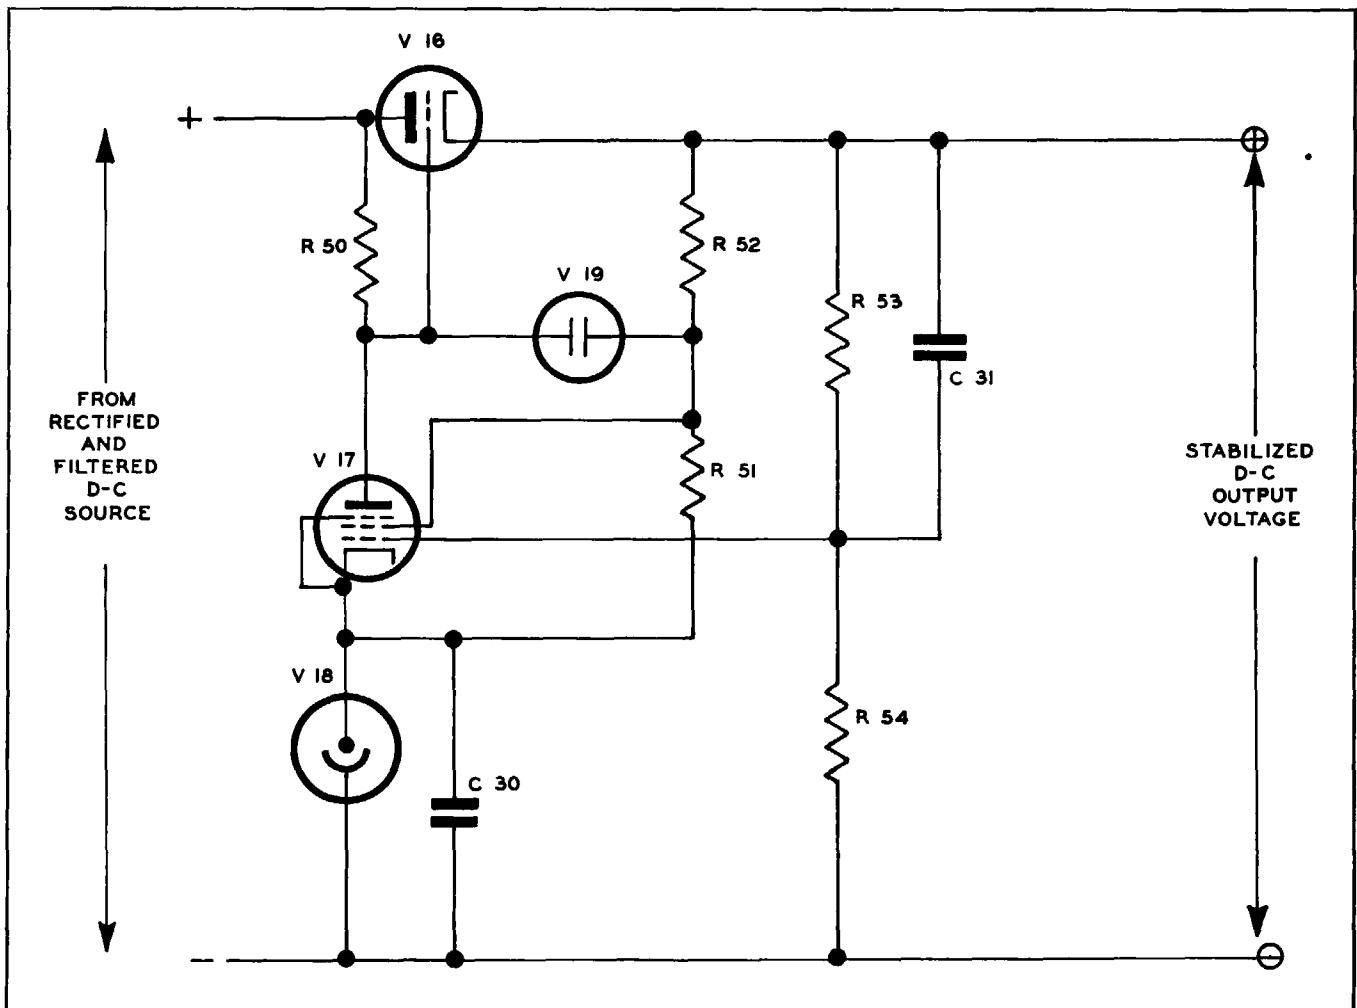 V 16
+
R 50
R 52
V 19
R 53
C 31
FROM
RECTIFIED
AND
FILTERED
D-C
SOURCE
V 17
R 51
STABILIZED
D-C
OUTPUT
VOLTAGE
V 18
R 54
C 30